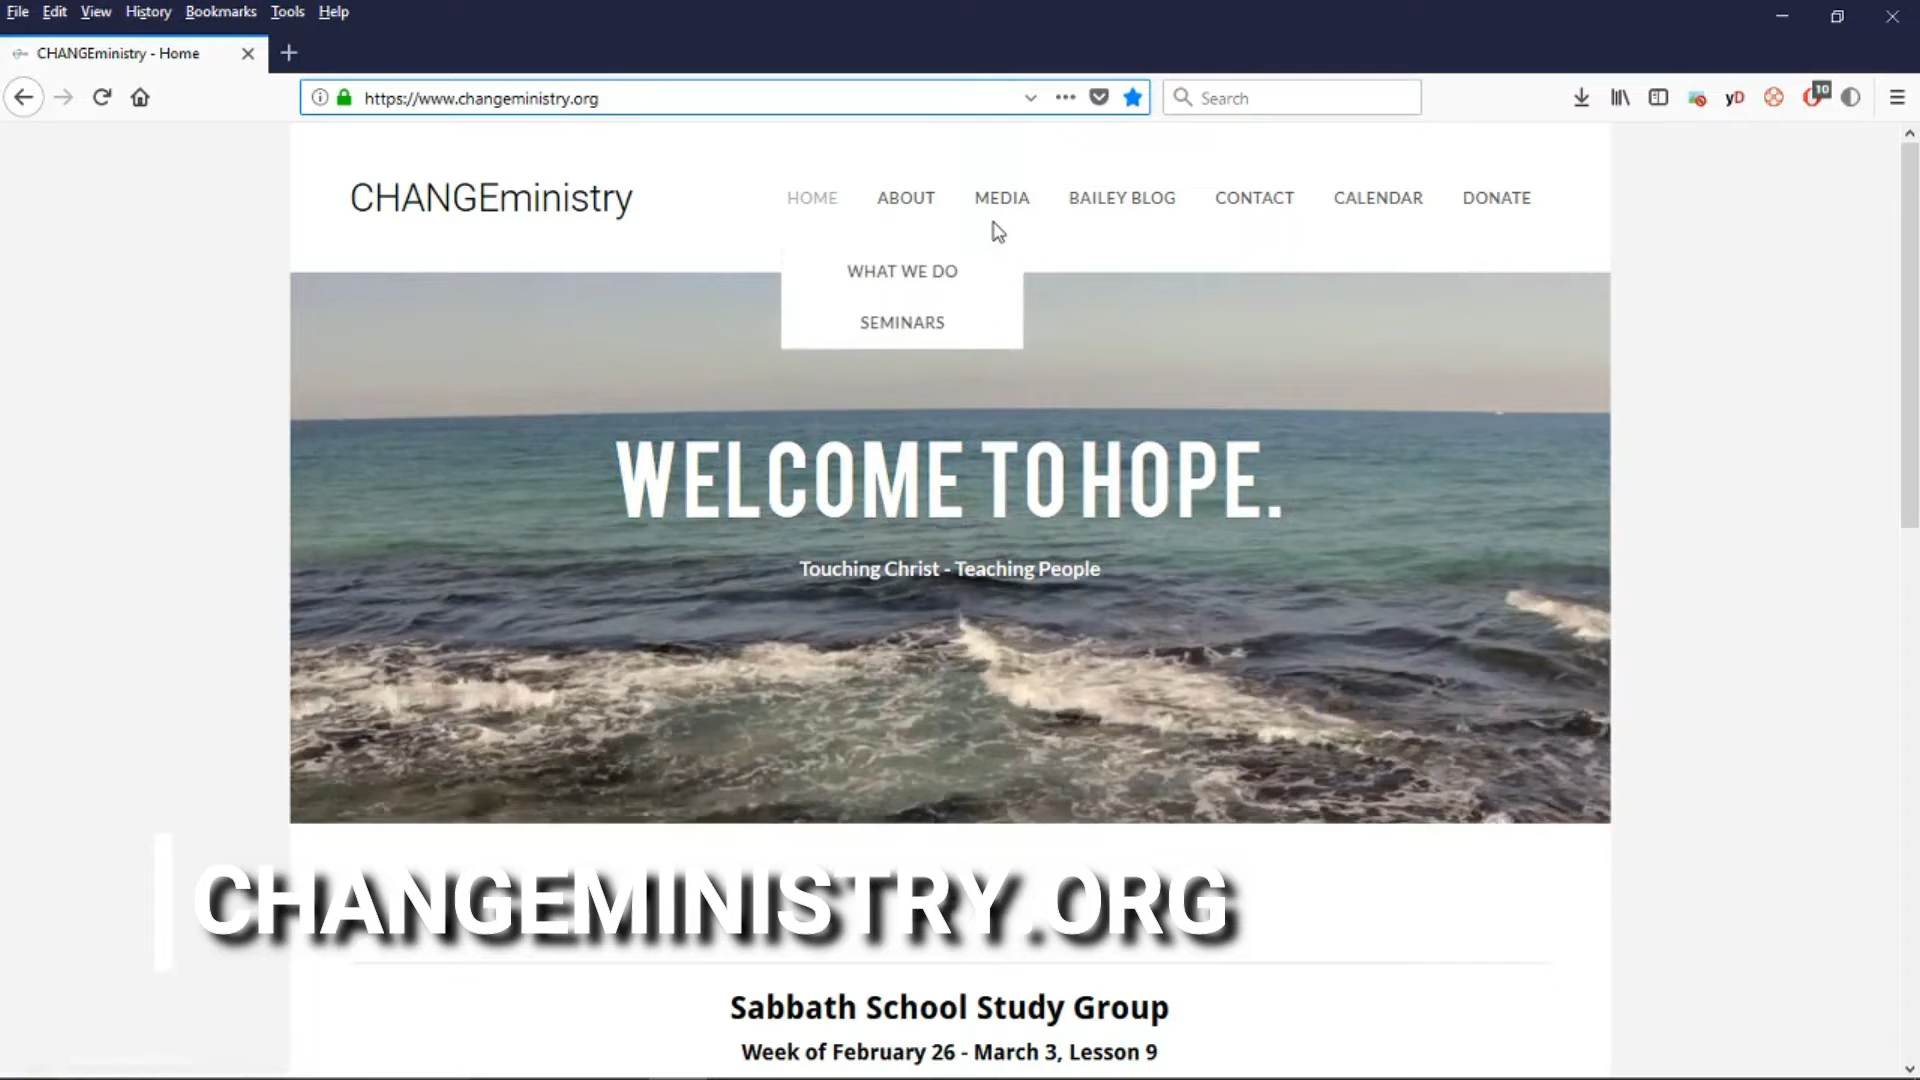 File Edit View History Bookmarks Tools Help
CHANGEministry - Home
https://www.changeministry.org
Search
yD
10
CHANGEministry
HOME ABOUT MEDIA BAILEY BLOG CONTACT CALENDAR DONATE
WHAT WE DO
SEMINARS
WELCOME TO HOPE.
Touching Christ - Teaching People
CHANGEMINISTRY.ORG
Sabbath School Study Group
Week of February 26 - March 3, Lesson 9